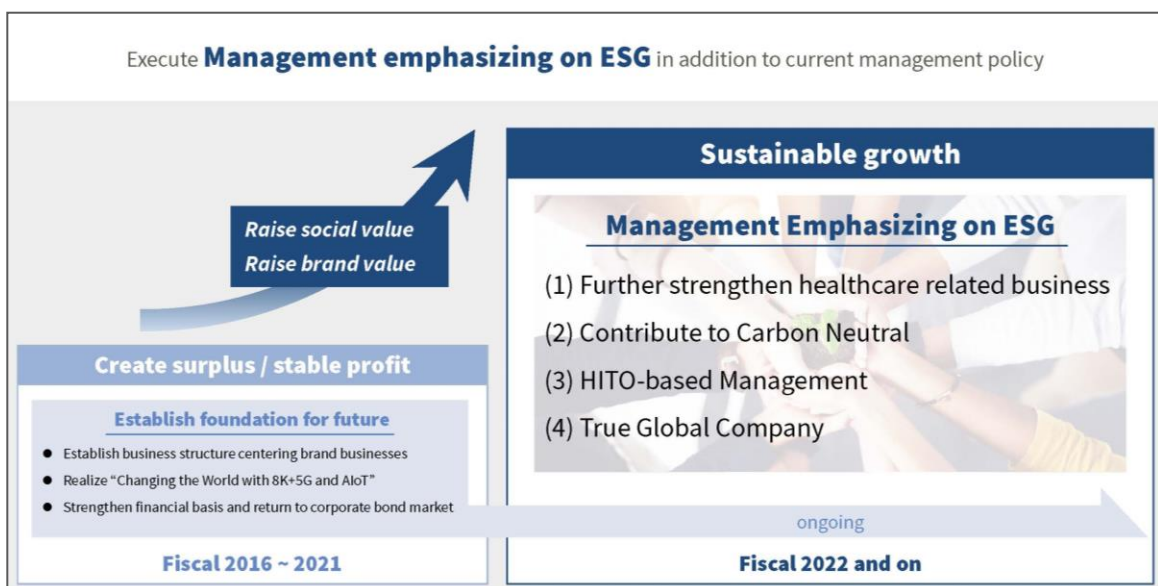 Execute Management emphasizing on ESG in addition to current management policy
Raise social value
Raise brand value
Create surplus / stable profit
Establish foundation for future
● Establish business structure centering brand businesses
● Realize “Changing the World with 8K+5G and AIoT”
● Strengthen financial basis and return to corporate bond market
Fiscal 2016 ~ 2021
Sustainable growth
Management Emphasizing on ESG
(1) Further strengthen healthcare related business
(2) Contribute to Carbon Neutral
(3) HITO-based Management
(4) True Global Company
ongoing
Fiscal 2022 and on